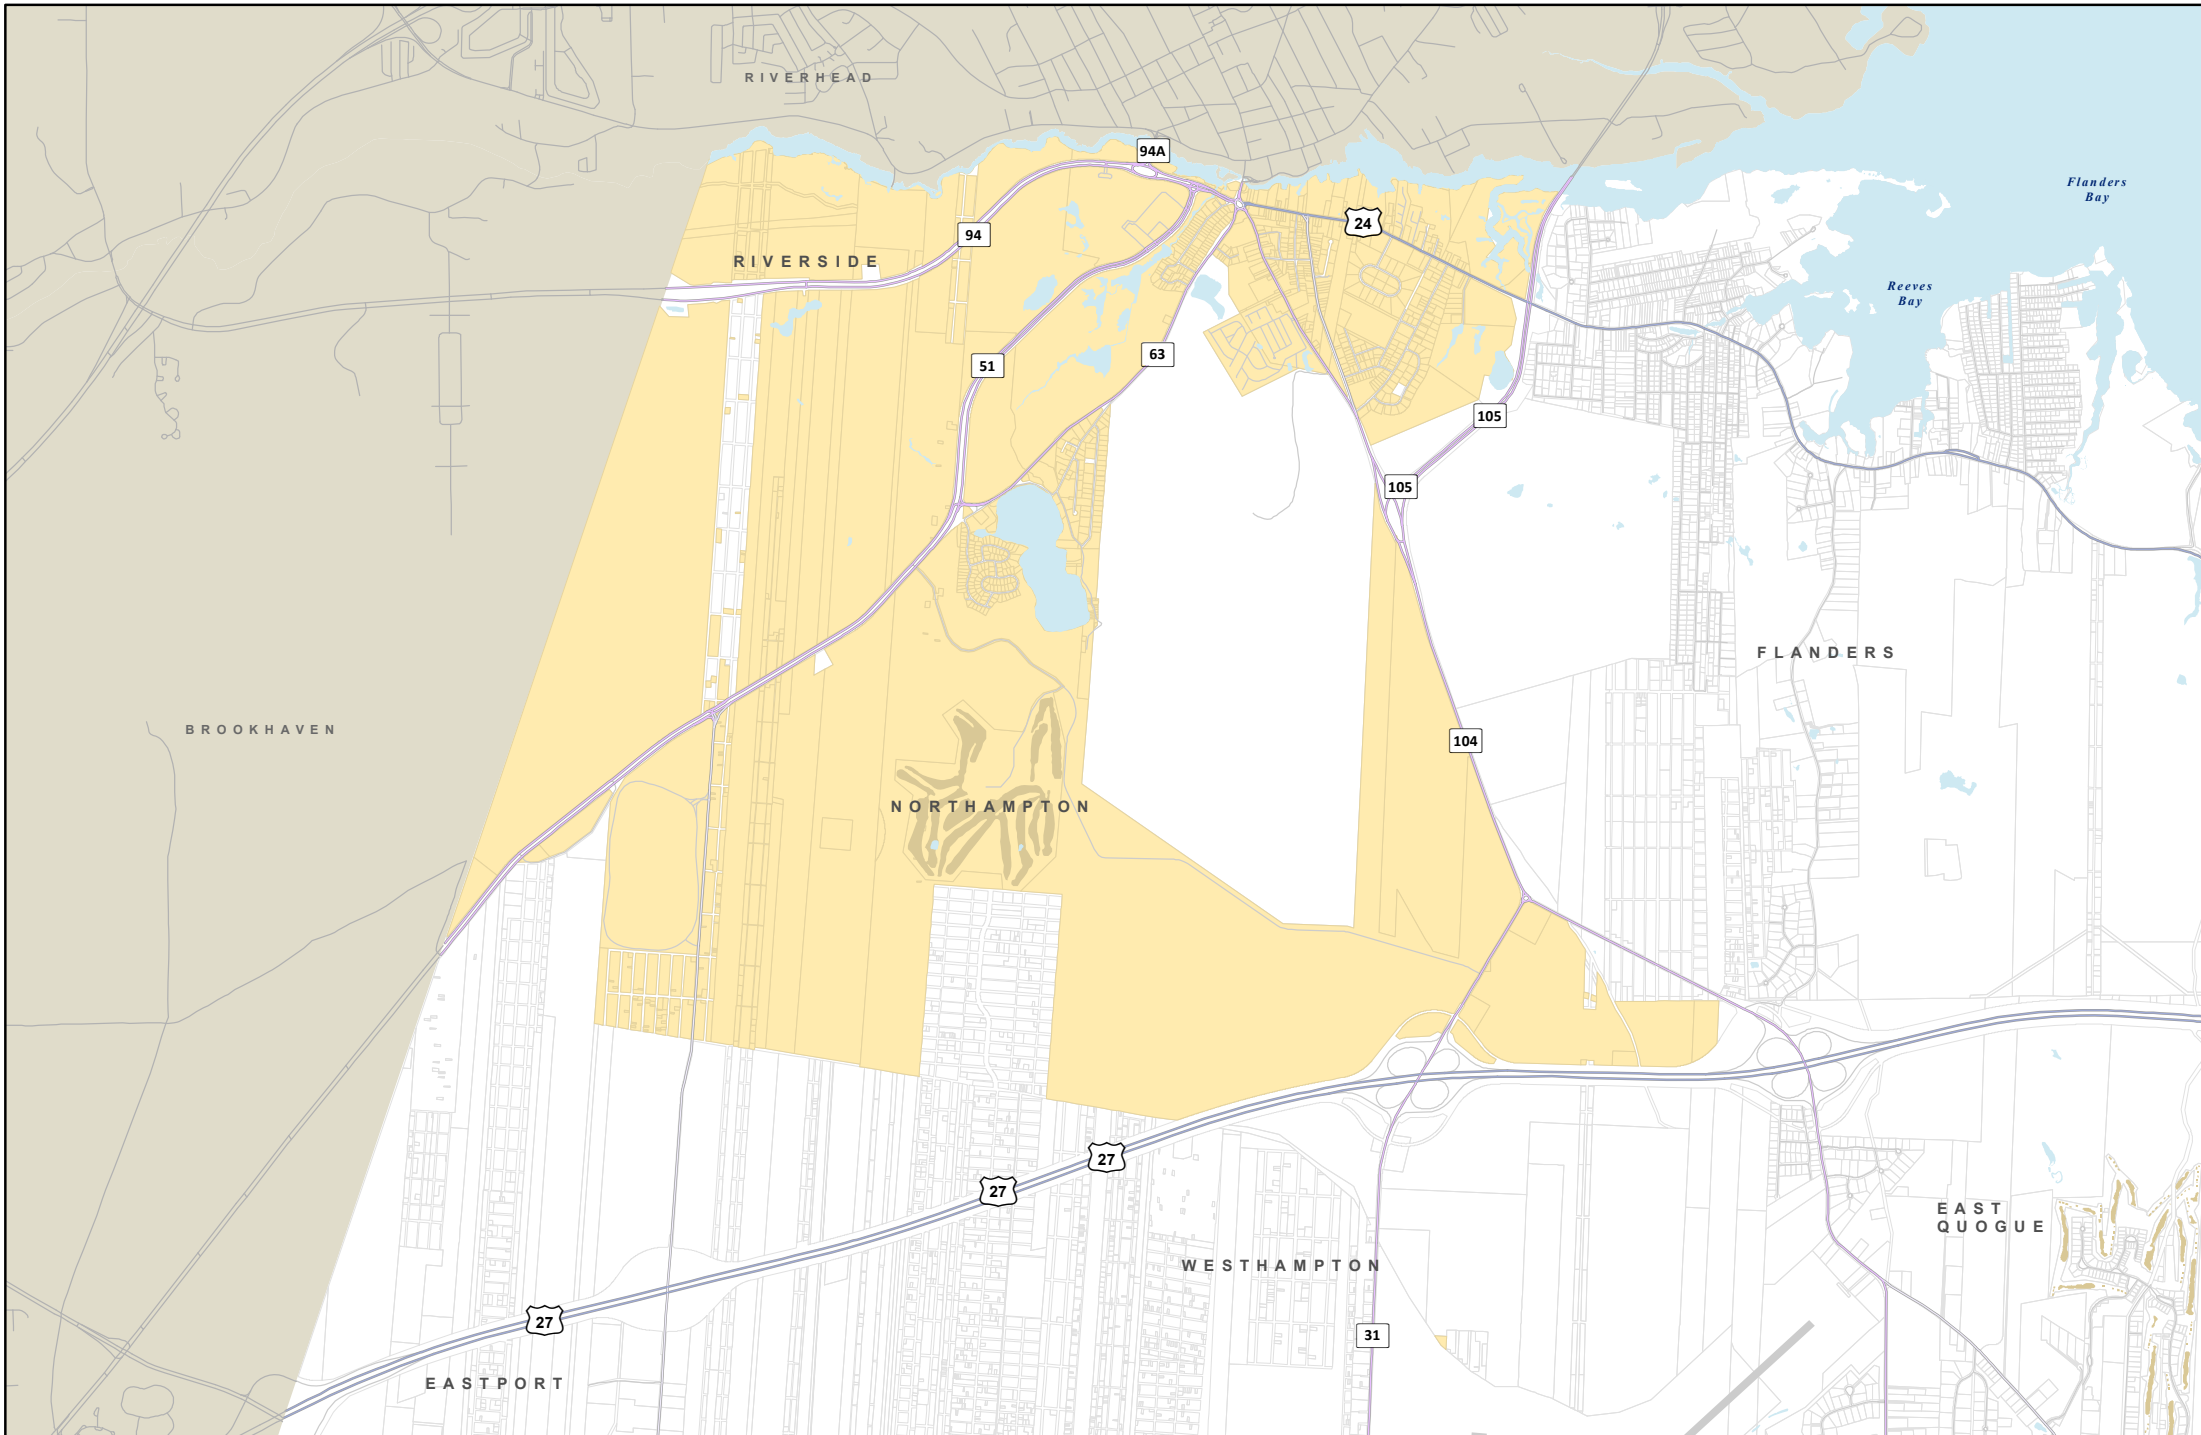 RIVERHEAD
94A
Flanders
Bay
24
94
RIVERSIDE
Reeves
Bay
63
51
105
105
FLANDERS
BROOKHAVEN
104
NORTHAMPTON
27
27
EAST
QUOGUE
WESTHAMPTON
27
31
EASTPORT